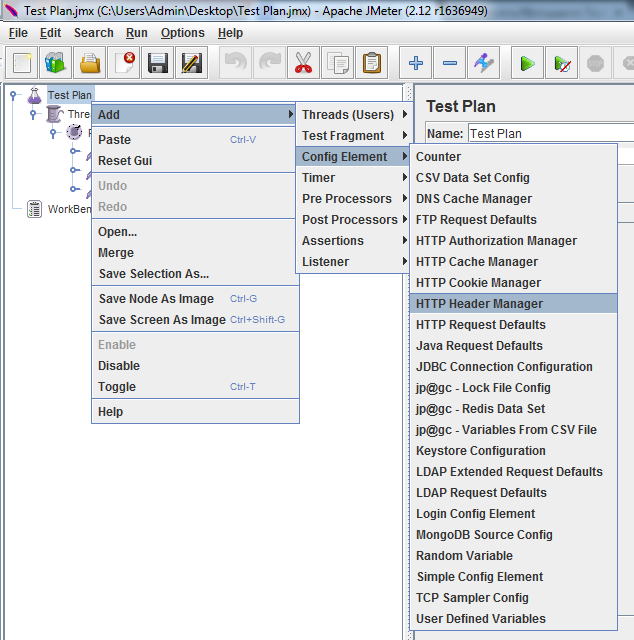 Test Plan.jmx (C:\Users\Admin\Desktop\Test Plan.jmx) - Apache JMeter (2.12 r1636949)
File Edit Search Run Options Help
Test Plan
Thre
WorkBen
Add
Paste Ctrl-V
Reset Gui
Undo
Redo
Open...
Merge
Save Selection As...
Save Node As Image Ctrl-G
Save Screen As Image Ctrl+Shift-G
Enable
Disable
Toggle Ctrl-T
Help
Threads (Users)
Test Fragment
Config Element
Timer
Pre Processors
Post Processors
Assertions
Listener
Test Plan
Name: Test Plan
Counter
CSV Data Set Config
DNS Cache Manager
FTP Request Defaults
HTTP Authorization Manager
HTTP Cache Manager
HTTP Cookie Manager
HTTP Header Manager
HTTP Request Defaults
Java Request Defaults
JDBC Connection Configuration
jp@gc - Lock File Config
jp@gc - Redis Data Set
jp@gc - Variables From CSV File
Keystore Configuration
LDAP Extended Request Defaults
LDAP Request Defaults
Login Config Element
MongoDB Source Config
Random Variable
Simple Config Element
TCP Sampler Config
User Defined Variables